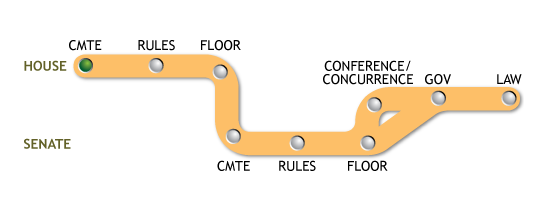 CMTE RULES FLOOR
HOUSE
CONFERENCE/
CONCURRENCE GOV LAW
SENATE
CMTE RULES FLOOR